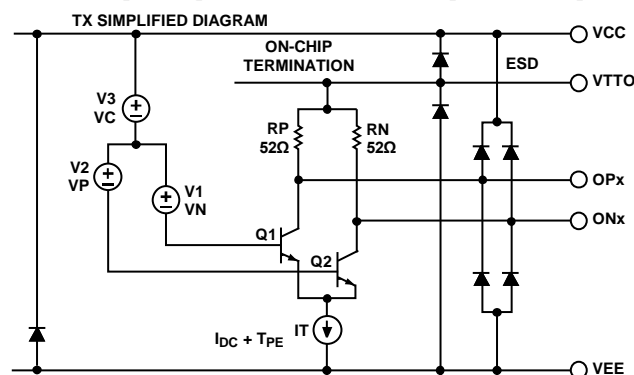 TX SIMPLIFIED DIAGRAM
VCC
ON-CHIP
TERMINATION
ESD
VTTO
V3
VC
RP
52Ω
RN
52Ω
V2
VP
V1
VN
OPx
ONx
Q1
Q2
IDC + TPE
IT
VEE